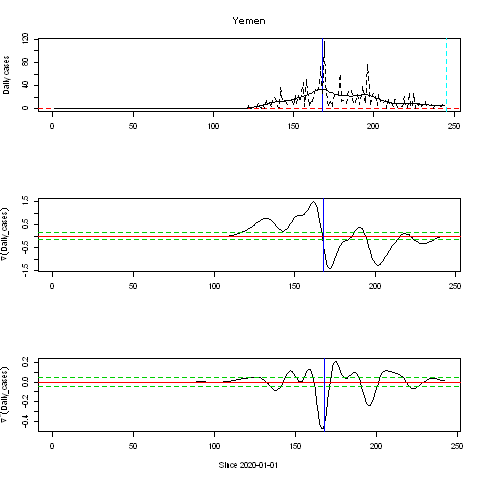 Yemen
Daily cases
0 40 80 120
0 50 100 150 200 250
∇(Daily_cases)
-1.5 -0.5 0.5 1.5
0 50 100 150 200 250
∇'(Daily_cases)
-0.4 -0.2 0.0 0.2
0 50 100 150 200 250
Since 2020-01-01